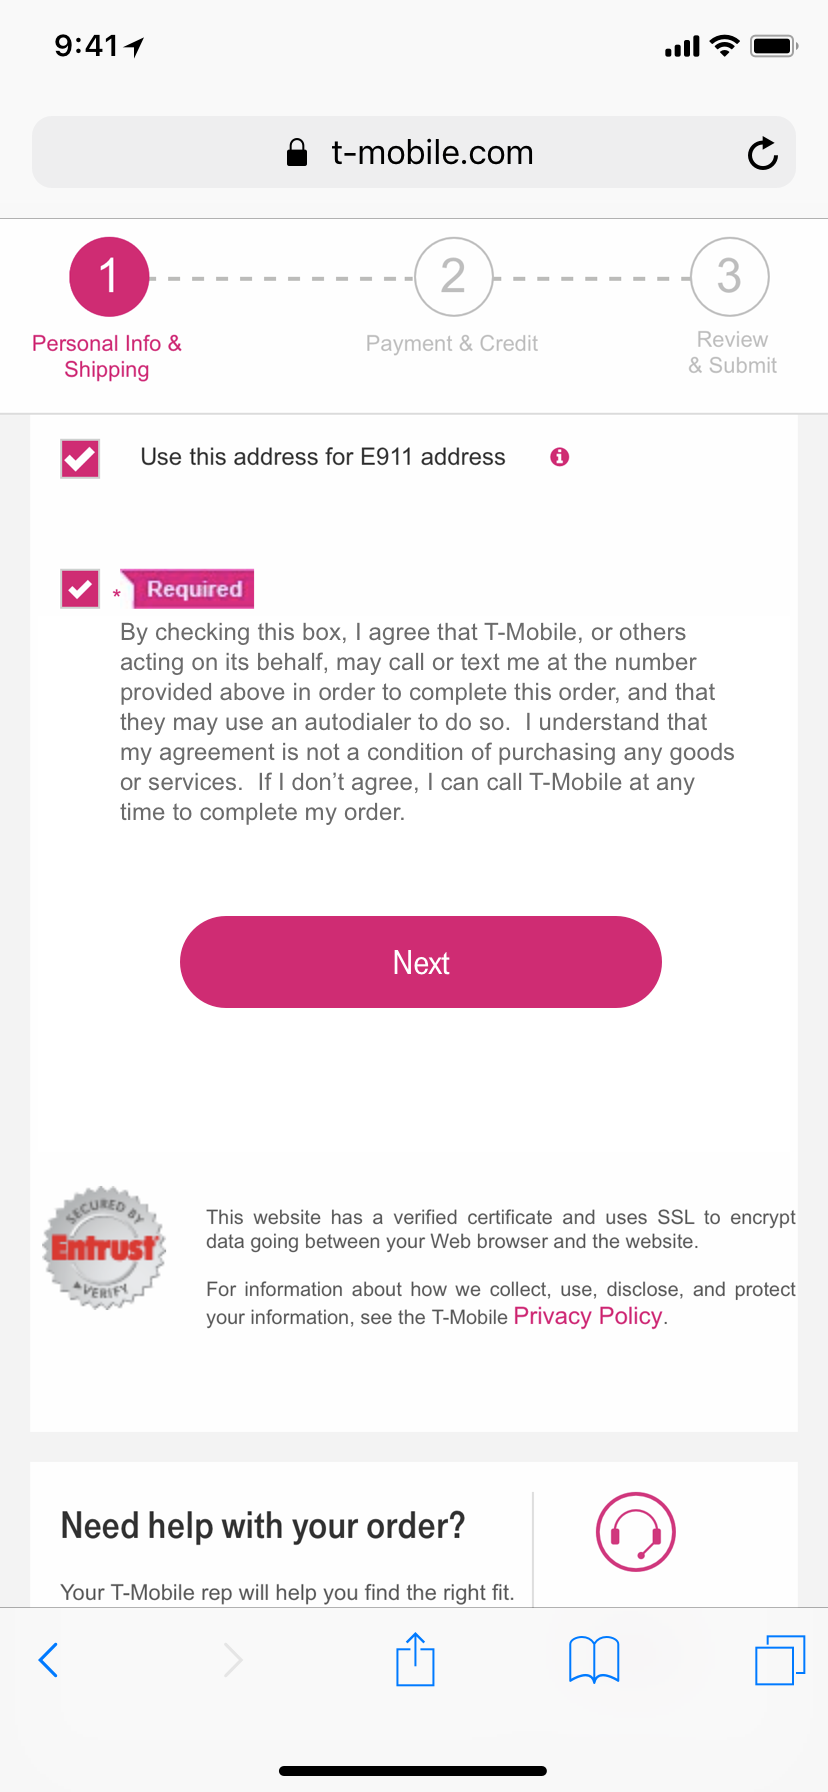 9:41
t-mobile.com
1
2
3
Personal Info &
Shipping
Payment & Credit
Review
& Submit
Use this address for E911 address
* Required
By checking this box, I agree that T-Mobile, or others
acting on its behalf, may call or text me at the number
provided above in order to complete this order, and that
they may use an autodialer to do so.  I understand that
my agreement is not a condition of purchasing any goods
or services.  If I don’t agree, I can call T-Mobile at any
time to complete my order.
Next
SECURED BY
Entrust
VERIFY
This website has a verified certificate and uses SSL to encrypt
data going between your Web browser and the website.
For information about how we collect, use, disclose, and protect
your information, see the T-Mobile Privacy Policy.
Need help with your order?
Your T-Mobile rep will help you find the right fit.